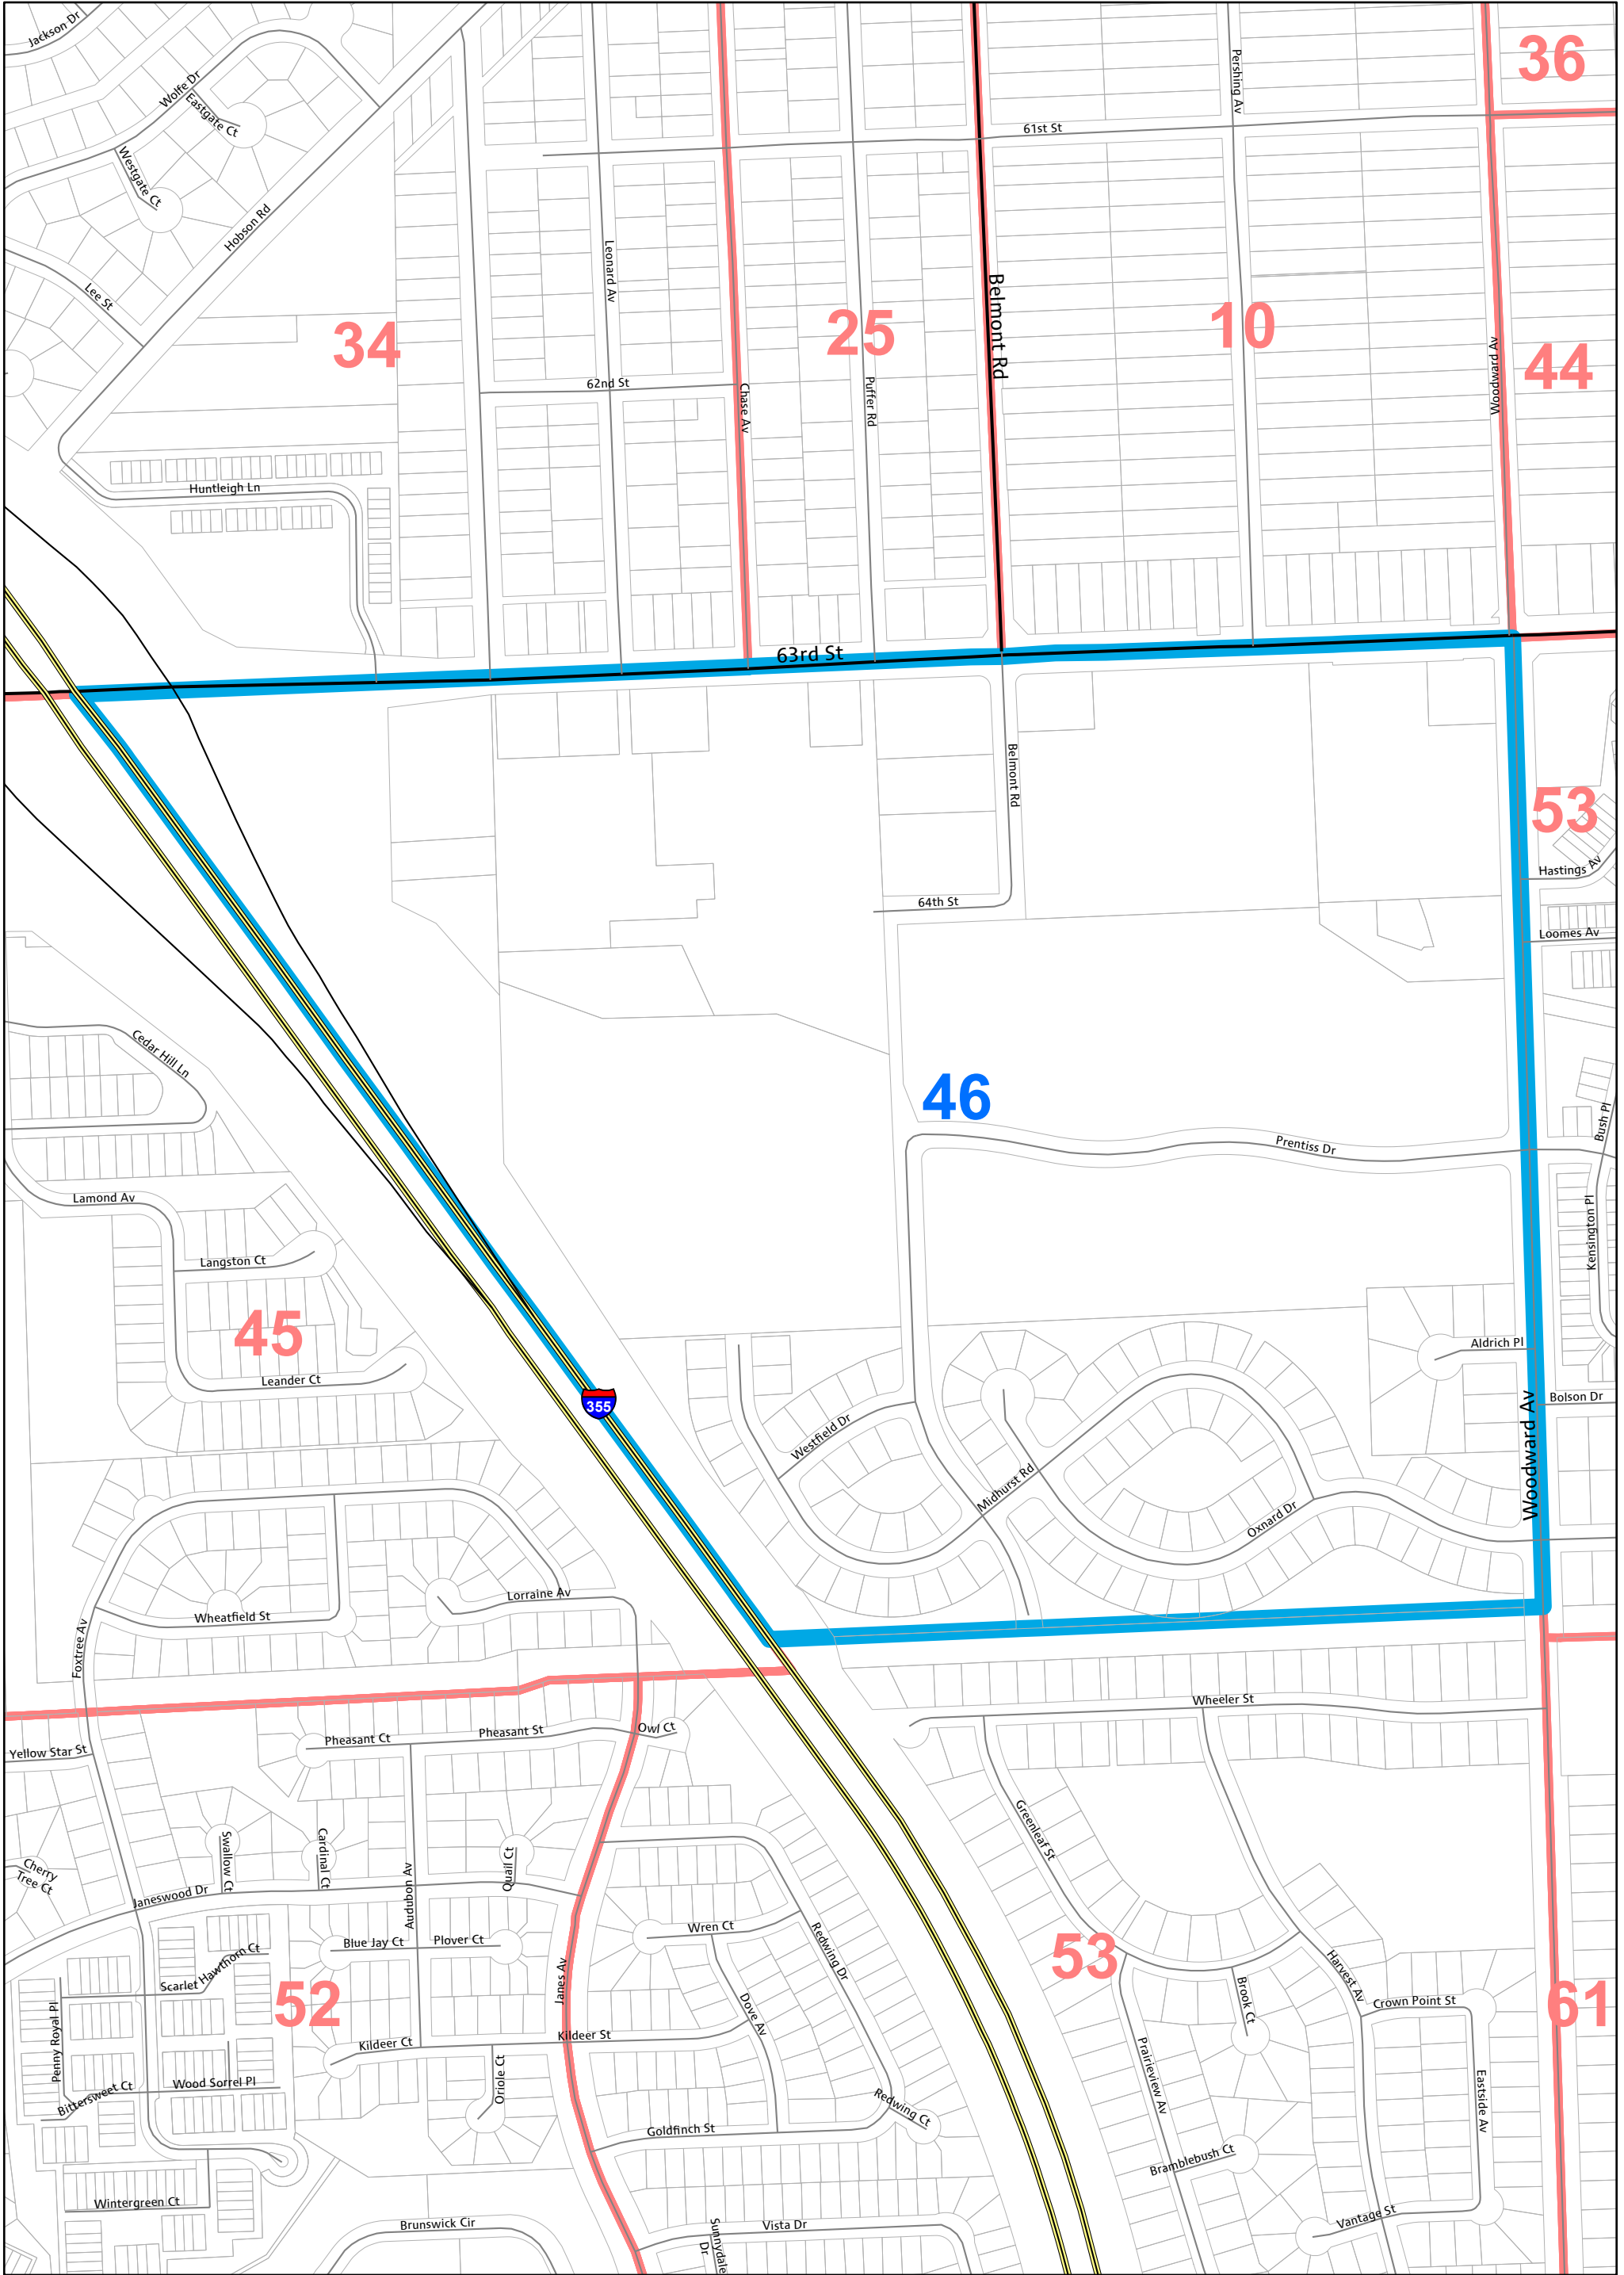 Jackson Dr
Wolfe Dr
Eastgate Ct
Westgate Ct
Hobson Rd
Lee St
61st St
Pershing Av
36
34
Leonard Av
62nd St
Chase Av
25
Puffer Rd
Belmont Rd
10
Woodward Av
44
Huntleigh Ln
63rd St
Belmont Rd
64th St
53
Hastings Av
Loomes Av
Cedar Hill Ln
46
Prentiss Dr
Bush Pl
Kensington Pl
Lamond Av
Langston Ct
45
Leander Ct
355
Westfield Dr
Midhurst Rd
Oxnard Dr
Aldrich Pl
Bolson Dr
Woodward Av
Foxtree Av
Wheatfield St
Lorraine Av
Wheeler St
Yellow Star St
Pheasant Ct
Pheasant St
Owl Ct
Cherry
Tree Ct
Swallow Ct
Cardinal Ct
Audubon Av
Quail Ct
Janeswood Dr
Greenleaf St
Blue Jay Ct
Plover Ct
Wren Ct
Redwing Dr
53
Scarlet Hawthorn Ct
52
Penny Royal Pl
Janes Av
Dove Av
Brook Ct
Harvest Av
Crown Point St
61
Kildeer Ct
Kildeer St
Wood Sorrel Pl
Bittersweet Ct
Oriole Ct
Redwing Ct
Prairieview Av
Eastside Av
Goldfinch St
Bramblebush Ct
Wintergreen Ct
Brunswick Cir
Vista Dr
Sunnydale
Dr
Vantage St